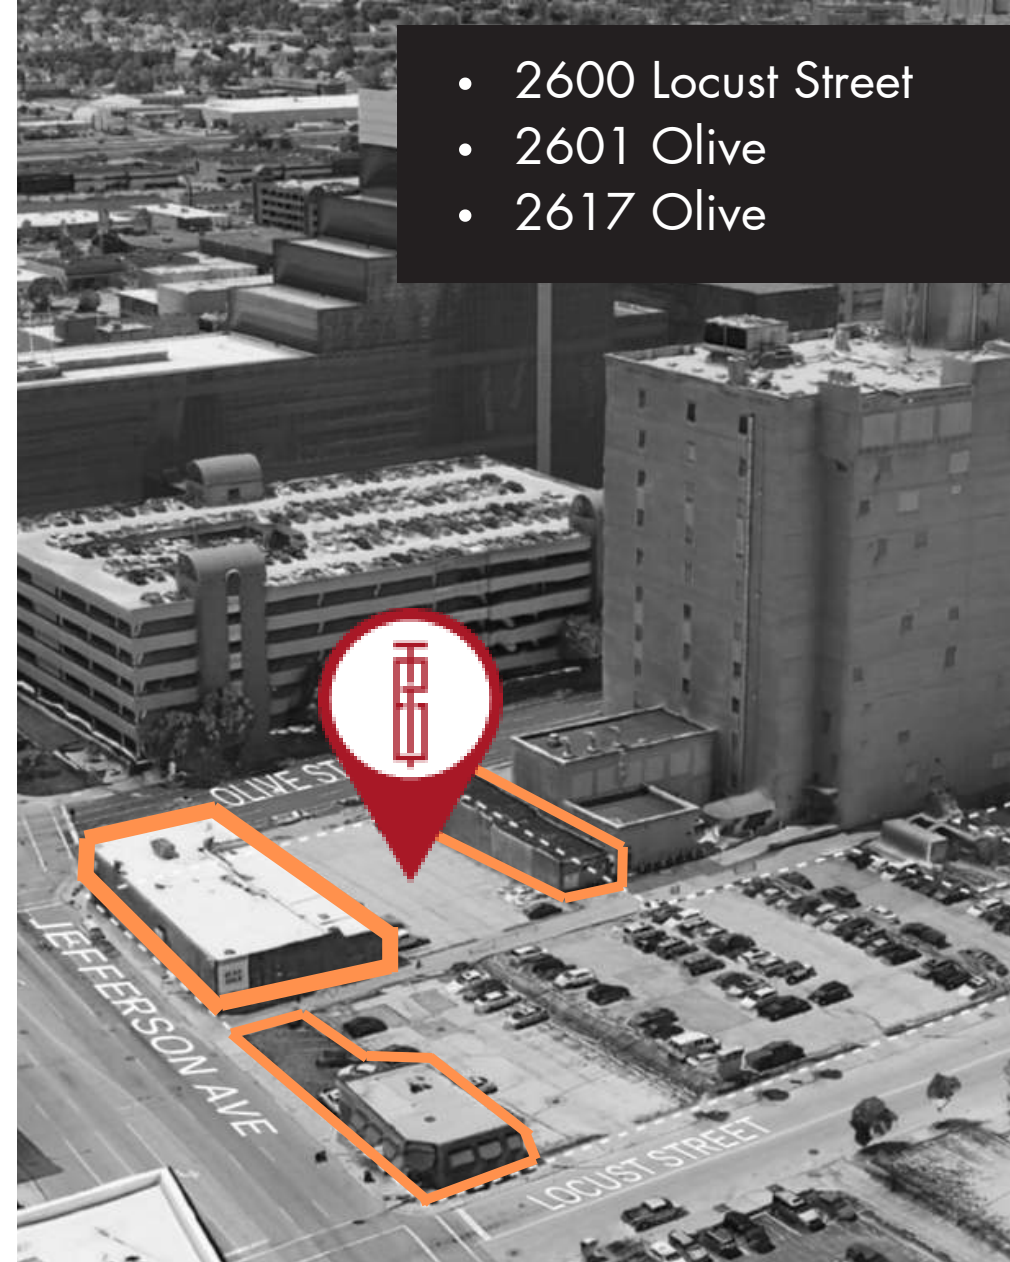 • 2600 Locust Street
• 2601 Olive
• 2617 Olive
OLIVE ST
JEFFERSON AVE
LOCUST STREET